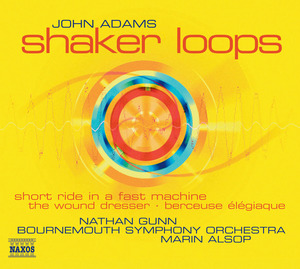 JOHN ADAMS
shaker loops
short ride in a fast machine
the wound dresser • berceuse élégiaque
NATHAN GUNN
BOURNEMOUTH SYMPHONY ORCHESTRA
MARIN ALSOP
NAXOS